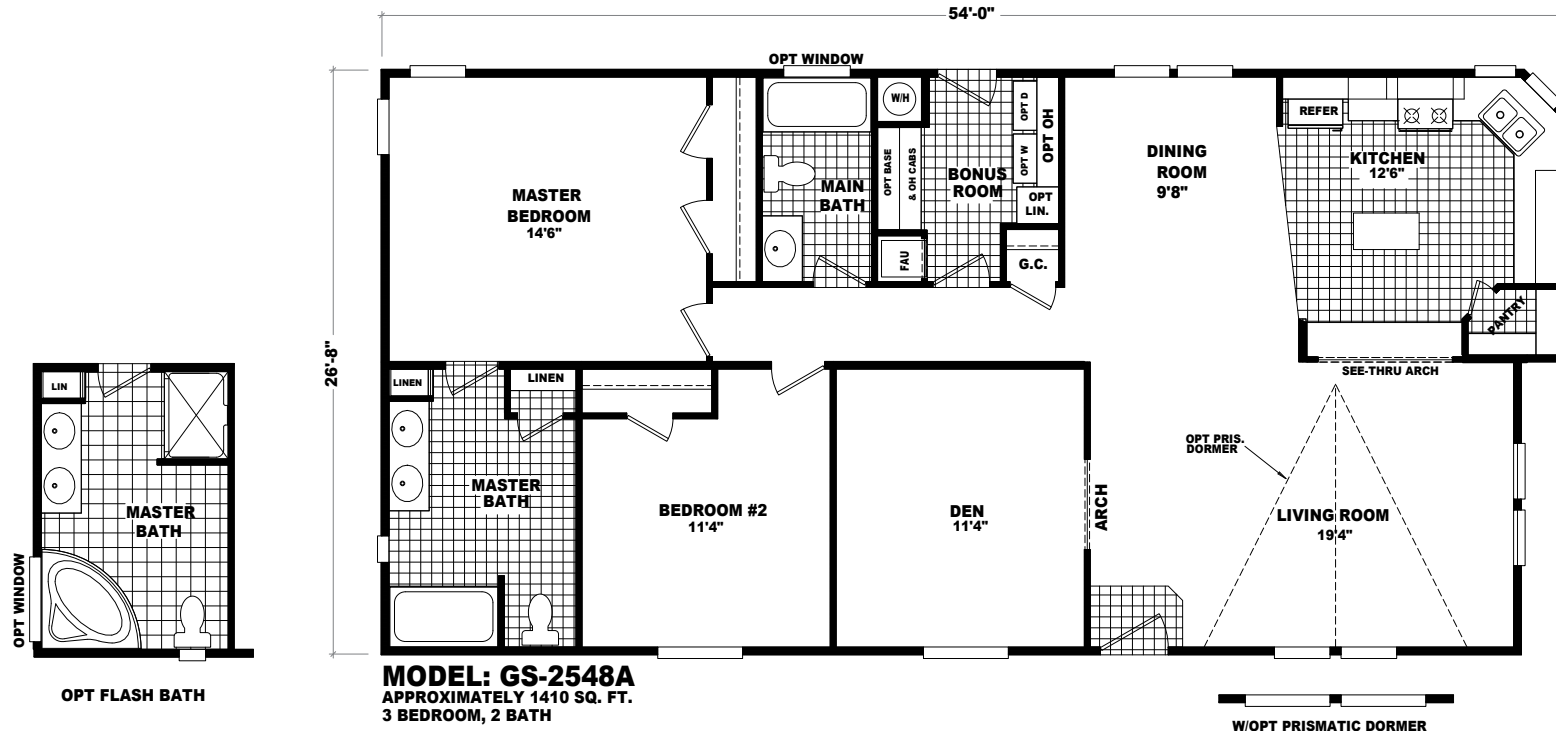 54'-0"
OPT WINDOW
26'-8"
MASTER
BEDROOM
14'6"
MAIN
BATH
W/H
OPT BASE
& OH CABS
FAU
BONUS
ROOM
OPT D
OPT W
OPT OH
OPT
LIN.
G.C.
DINING
ROOM
9'8"
REFER
KITCHEN
12'6"
PANTRY
SEE-THRU ARCH
LINEN
LINEN
MASTER
BATH
BEDROOM #2
11'4"
DEN
11'4"
ARCH
OPT PRIS.
DORMER
LIVING ROOM
19'4"
LIN
MASTER
BATH
OPT WINDOW
OPT FLASH BATH
MODEL: GS-2548A
APPROXIMATELY 1410 SQ. FT.
3 BEDROOM, 2 BATH
W/OPT PRISMATIC DORMER